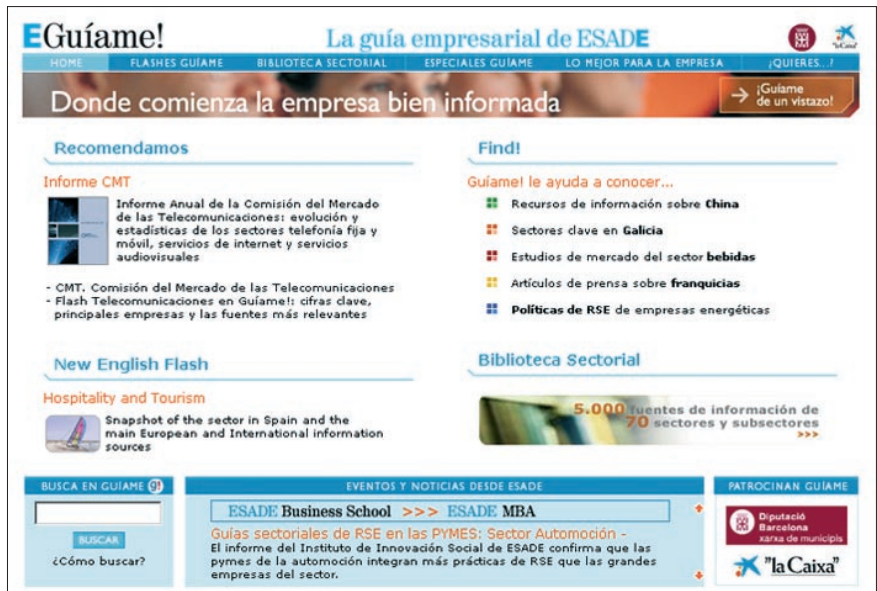 EGuíame!
La guía empresarial de ESADE
"la Caixa"
HOME FLASHES GUÍAME BIBLIOTECA SECTORIAL ESPECIALES GUÍAME LO MEJOR PARA LA EMPRESA ¿QUIERES...?
Donde comienza la empresa bien informada
→ ¡Guíame
de un vistazo!
Recomendamos
Informe CMT
Informe Anual de la Comisión del Mercado
de las Telecomunicaciones: evolución y
estadísticas de los sectores telefonía fija y
móvil, servicios de internet y servicios
audiovisuales
- CMT. Comisión del Mercado de las Telecomunicaciones
- Flash Telecomunicaciones en Guíame!: cifras clave,
principales empresas y las fuentes más relevantes
Find!
Guíame! le ayuda a conocer...
Recursos de información sobre China
Sectores clave en Galicia
Estudios de mercado del sector bebidas
Artículos de prensa sobre franquicias
Políticas de RSE de empresas energéticas
New English Flash
Hospitality and Tourism
Snapshot of the sector in Spain and the
main European and International information
sources
Biblioteca Sectorial
5.000 fuentes de información de
70 sectores y subsectores
>>>
BUSCA EN GUÍAME g!
BUSCAR
¿Cómo buscar?
EVENTOS Y NOTICIAS DESDE ESADE
ESADE Business School >>> ESADE MBA
Guías sectoriales de RSE en las PYMES: Sector Automoción -
El informe del Instituto de Innovación Social de ESADE confirma que las
pymes de la automoción integran más prácticas de RSE que las grandes
empresas del sector.
PATROCINAN GUÍAME
Diputació
Barcelona
xarxa de municipis
"la Caixa"